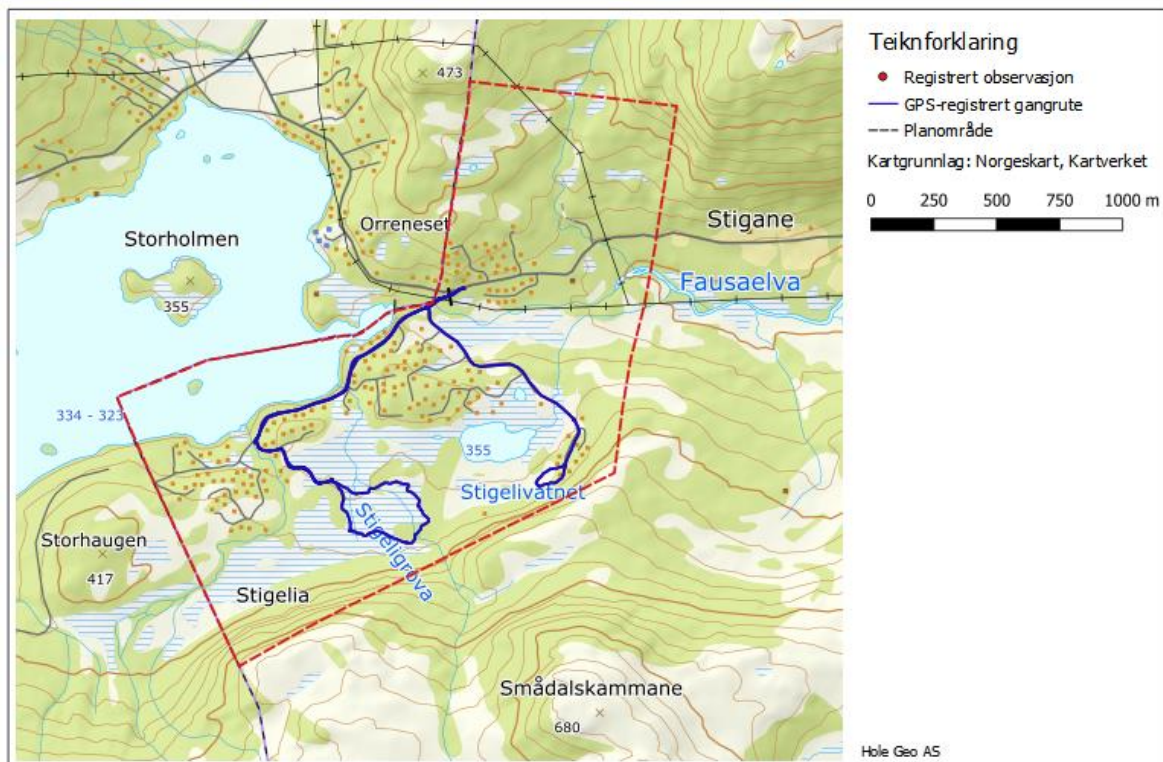 Teiknforklaring
Registrert observasjon
GPS-registrert gangrute
Planområde
Kartgrunnlag: Norgeskart, Kartverket
0 250 500 750 1000 m
473
Orreneset
Stigane
Storholmen
Fausaelva
355
334 - 323
355
Stigelivatnet
Storhaugen
Stigeligrova
417
Stigelia
Smådalskammane
680
Hole Geo AS